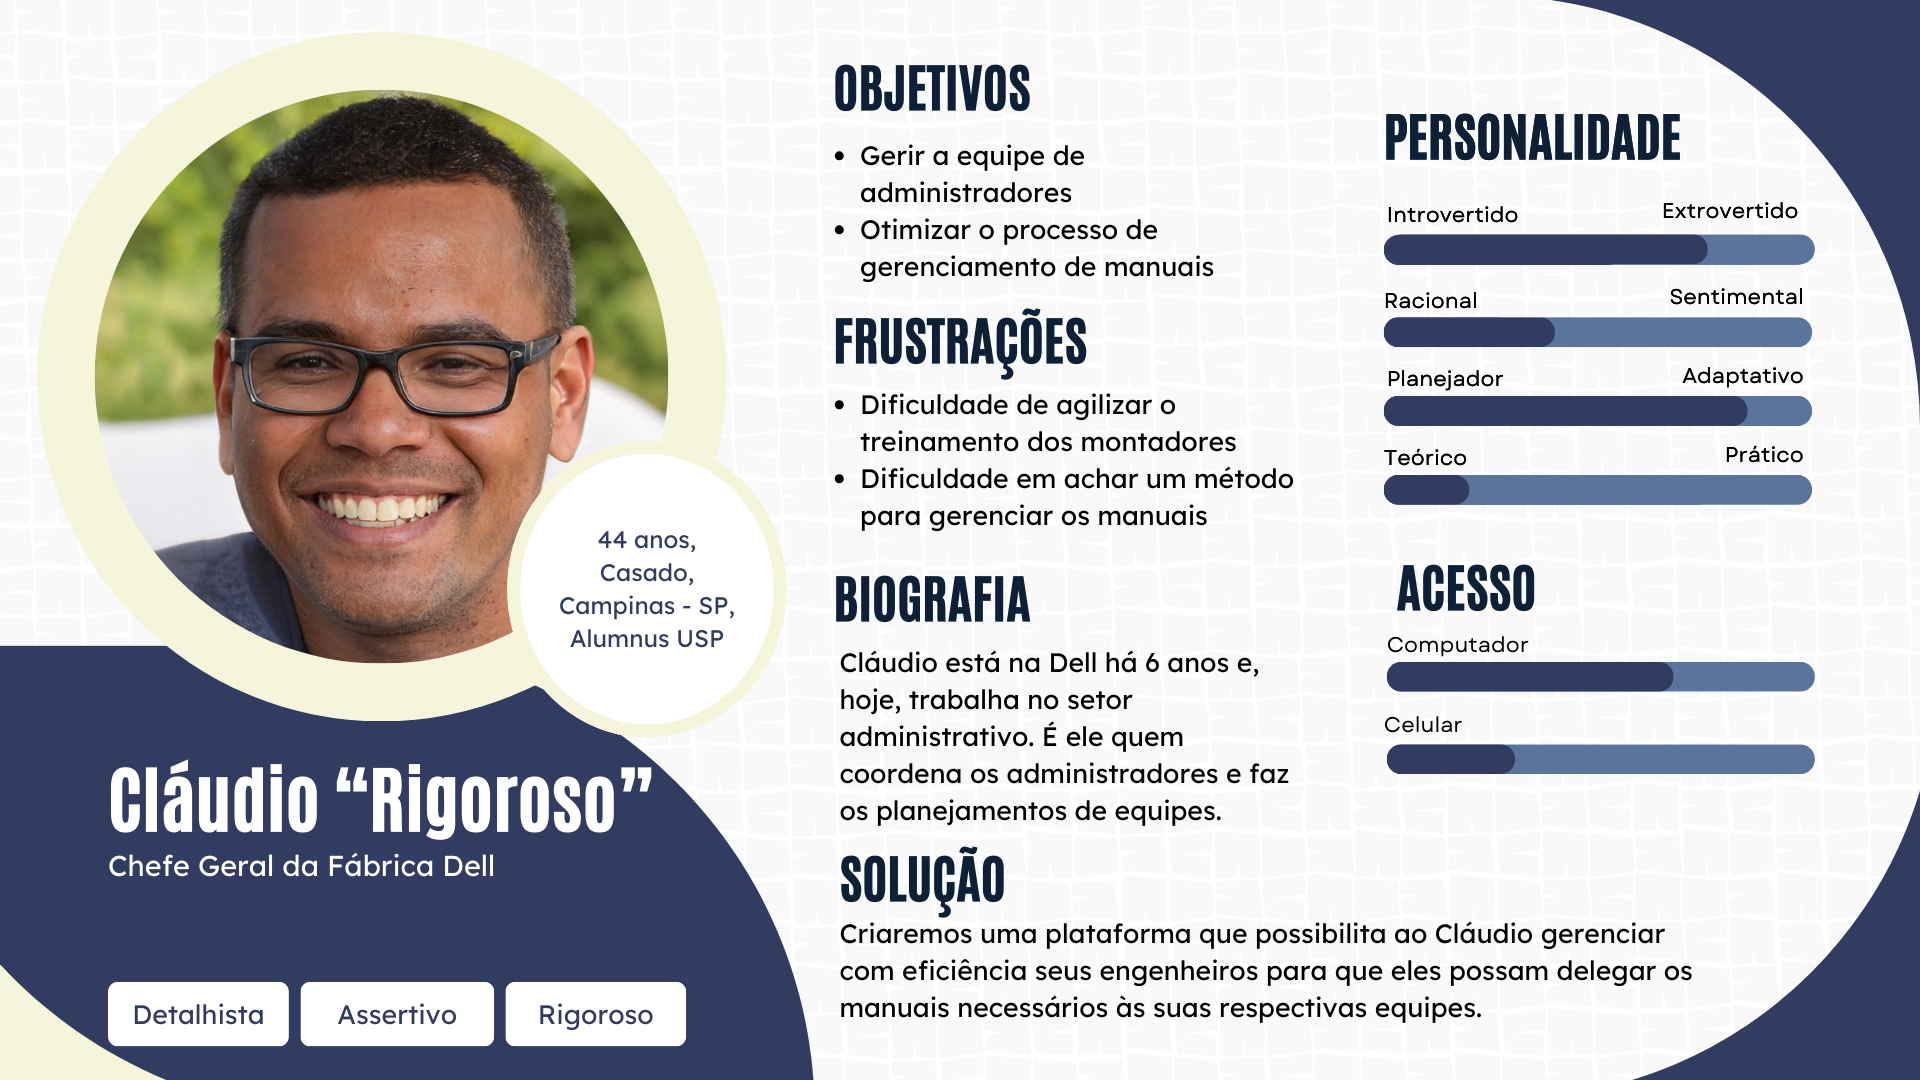 44 anos,
Casado,
Campinas - SP,
Alumnus USP
Cláudio “Rigoroso”
Chefe Geral da Fábrica Dell
Detalhista
Assertivo
Rigoroso
OBJETIVOS
• Gerir a equipe de
administradores
• Otimizar o processo de
gerenciamento de manuais
FRUSTRAÇÕES
• Dificuldade de agilizar o
treinamento dos montadores
• Dificuldade em achar um método
para gerenciar os manuais
BIOGRAFIA
Cláudio está na Dell há 6 anos e,
hoje, trabalha no setor
administrativo. É ele quem
coordena os administradores e faz
os planejamentos de equipes.
SOLUÇÃO
Criaremos uma plataforma que possibilita ao Cláudio gerenciar
com eficiência seus engenheiros para que eles possam delegar os
manuais necessários às suas respectivas equipes.
PERSONALIDADE
Introvertido Extrovertido
Racional Sentimental
Planejador Adaptativo
Teórico Prático
ACESSO
Computador
Celular